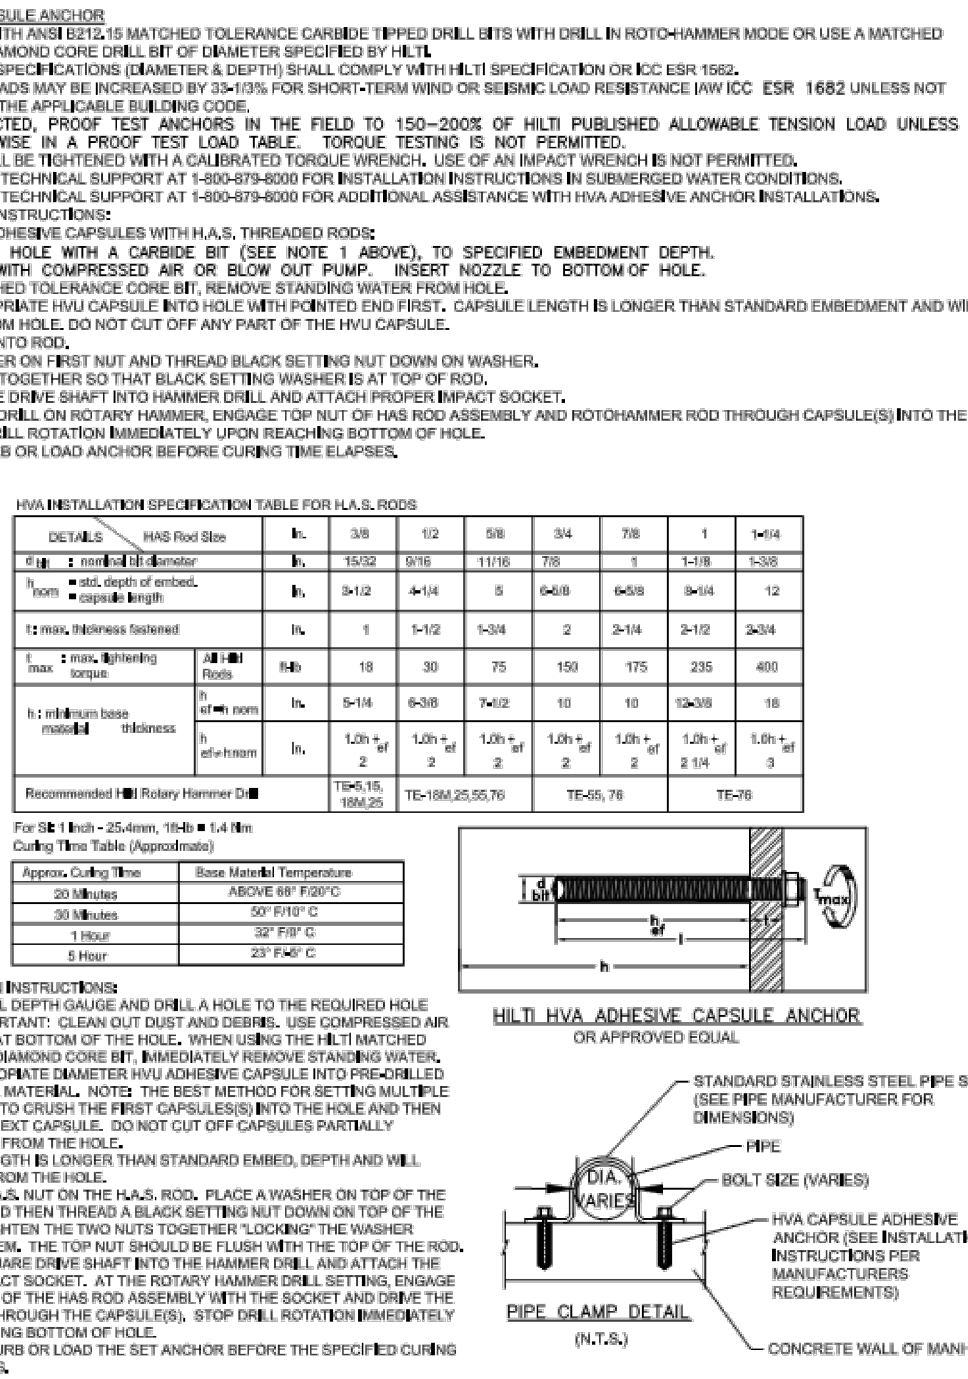 SULE ANCHOR
ITH ANSI B212.15 MATCHED TOLERANCE CARBIDE TIPPED DRILL BITS WITH DRILL IN ROTO-HAMMER MODE OR USE A MATCHED
AMOND CORE DRILL BIT OF DIAMETER SPECIFIED BY HILTI.
SPECIFICATIONS (DIAMETER & DEPTH) SHALL COMPLY WITH HILTI SPECIFICATION OR ICC ESR 1562.
ADS MAY BE INCREASED BY 33-1/3% FOR SHORT-TERM WIND OR SEISMIC LOAD RESISTANCE IAW ICC ESR 1682 UNLESS NOT
THE APPLICABLE BUILDING CODE.
CTED, PROOF TEST ANCHORS IN THE FIELD TO 150-200% OF HILTI PUBLISHED ALLOWABLE TENSION LOAD UNLESS
WISE IN A PROOF TEST LOAD TABLE. TORQUE TESTING IS NOT PERMITTED.
LL BE TIGHTENED WITH A CALIBRATED TORQUE WRENCH. USE OF AN IMPACT WRENCH IS NOT PERMITTED.
TECHNICAL SUPPORT AT 1-800-879-8000 FOR INSTALLATION INSTRUCTIONS IN SUBMERGED WATER CONDITIONS.
TECHNICAL SUPPORT AT 1-800-879-8000 FOR ADDITIONAL ASSISTANCE WITH HVA ADHESIVE ANCHOR INSTALLATIONS.
NSTRUCTIONS:
DHESIVE CAPSULES WITH H.A.S. THREADED RODS:
HOLE WITH A CARBIDE BIT (SEE NOTE 1 ABOVE), TO SPECIFIED EMBEDMENT DEPTH.
WITH COMPRESSED AIR OR BLOW OUT PUMP. INSERT NOZZLE TO BOTTOM OF HOLE.
HED TOLERANCE CORE BIT, REMOVE STANDING WATER FROM HOLE.
PRIATE HVU CAPSULE INTO HOLE WITH POINTED END FIRST. CAPSULE LENGTH IS LONGER THAN STANDARD EMBEDMENT AND WIL
OM HOLE. DO NOT CUT OFF ANY PART OF THE HVU CAPSULE.
NTO ROD.
ER ON FIRST NUT AND THREAD BLACK SETTING NUT DOWN ON WASHER.
TOGETHER SO THAT BLACK SETTING WASHER IS AT TOP OF ROD.
E DRIVE SHAFT INTO HAMMER DRILL AND ATTACH PROPER IMPACT SOCKET.
DRILL ON ROTARY HAMMER, ENGAGE TOP NUT OF HAS ROD ASSEMBLY AND ROTOHAMMER ROD THROUGH CAPSULE(S) INTO THE
RILL ROTATION IMMEDIATELY UPON REACHING BOTTOM OF HOLE.
B OR LOAD ANCHOR BEFORE CURING TIME ELAPSES.
HVA INSTALLATION SPECIFICATION TABLE FOR H.A.S. RODS
DETAILS HAS Rod Size In. 3/8 1/2 5/8 3/4 7/8 1 1-1/4
d bit : nominal bit diameter In. 15/32 9/16 11/16 7/8 1 1-1/8 1-3/8
h nom = std. depth of embed. = capsule length In. 3-1/2 4-1/4 5 6-5/8 6-5/8 8-1/4 12
t: max. thickness fastened In. 1 1-1/2 1-3/4 2 2-1/4 2-1/2 2-3/4
t max : max. tightening torque All Hilti Rods ft-lb 18 30 75 150 175 235 400
h : minimum base material thickness h ef=h nom In. 5-1/4 6-3/8 7-1/2 10 10 12-3/8 18
h ef≠hnom In. 1.0h ef + 2 1.0h ef + 2 1.0h ef + 2 1.0h ef + 2 1.0h ef + 2 1.0h ef + 2 1/4 1.0h ef + 3
Recommended Hilti Rotary Hammer Drill TE-5,15, 18M,25 TE-18M,25,55,76 TE-55, 76 TE-76
For SI: 1 Inch - 25.4mm, 1ft-lb = 1.4 Nm
Curing Time Table (Approximate)
Approx. Curing Time Base Material Temperature
20 Minutes ABOVE 68° F/20°C
30 Minutes 50° F/10° C
1 Hour 32° F/0° C
5 Hour 23° F/-5° C
d bit
h ef
t
l
h
T max
HILTI HVA ADHESIVE CAPSULE ANCHOR
OR APPROVED EQUAL
N INSTRUCTIONS:
L DEPTH GAUGE AND DRILL A HOLE TO THE REQUIRED HOLE
RTANT: CLEAN OUT DUST AND DEBRIS. USE COMPRESSED AIR
AT BOTTOM OF THE HOLE. WHEN USING THE HILTI MATCHED
DIAMOND CORE BIT, IMMEDIATELY REMOVE STANDING WATER.
OPIATE DIAMETER HVU ADHESIVE CAPSULE INTO PRE-DRILLED
MATERIAL. NOTE: THE BEST METHOD FOR SETTING MULTIPLE
TO CRUSH THE FIRST CAPSULES(S) INTO THE HOLE AND THEN
EXT CAPSULE. DO NOT CUT OFF CAPSULES PARTIALLY
FROM THE HOLE.
GTH IS LONGER THAN STANDARD EMBED, DEPTH AND WILL
ROM THE HOLE.
A.S. NUT ON THE H.A.S. ROD. PLACE A WASHER ON TOP OF THE
D THEN THREAD A BLACK SETTING NUT DOWN ON TOP OF THE
GHTEN THE TWO NUTS TOGETHER "LOCKING" THE WASHER
EM. THE TOP NUT SHOULD BE FLUSH WITH THE TOP OF THE ROD.
UARE DRIVE SHAFT INTO THE HAMMER DRILL AND ATTACH THE
ACT SOCKET. AT THE ROTARY HAMMER DRILL SETTING, ENGAGE
OF THE HAS ROD ASSEMBLY WITH THE SOCKET AND DRIVE THE
THROUGH THE CAPSULE(S). STOP DRILL ROTATION IMMEDIATELY
NG BOTTOM OF HOLE.
URB OR LOAD THE SET ANCHOR BEFORE THE SPECIFIED CURING
S.
STANDARD STAINLESS STEEL PIPE S
(SEE PIPE MANUFACTURER FOR
DIMENSIONS)
PIPE
DIA.
VARIES
BOLT SIZE (VARIES)
HVA CAPSULE ADHESIVE
ANCHOR (SEE INSTALLATI
INSTRUCTIONS PER
MANUFACTURERS
REQUIREMENTS)
PIPE CLAMP DETAIL
(N.T.S.)
CONCRETE WALL OF MANH